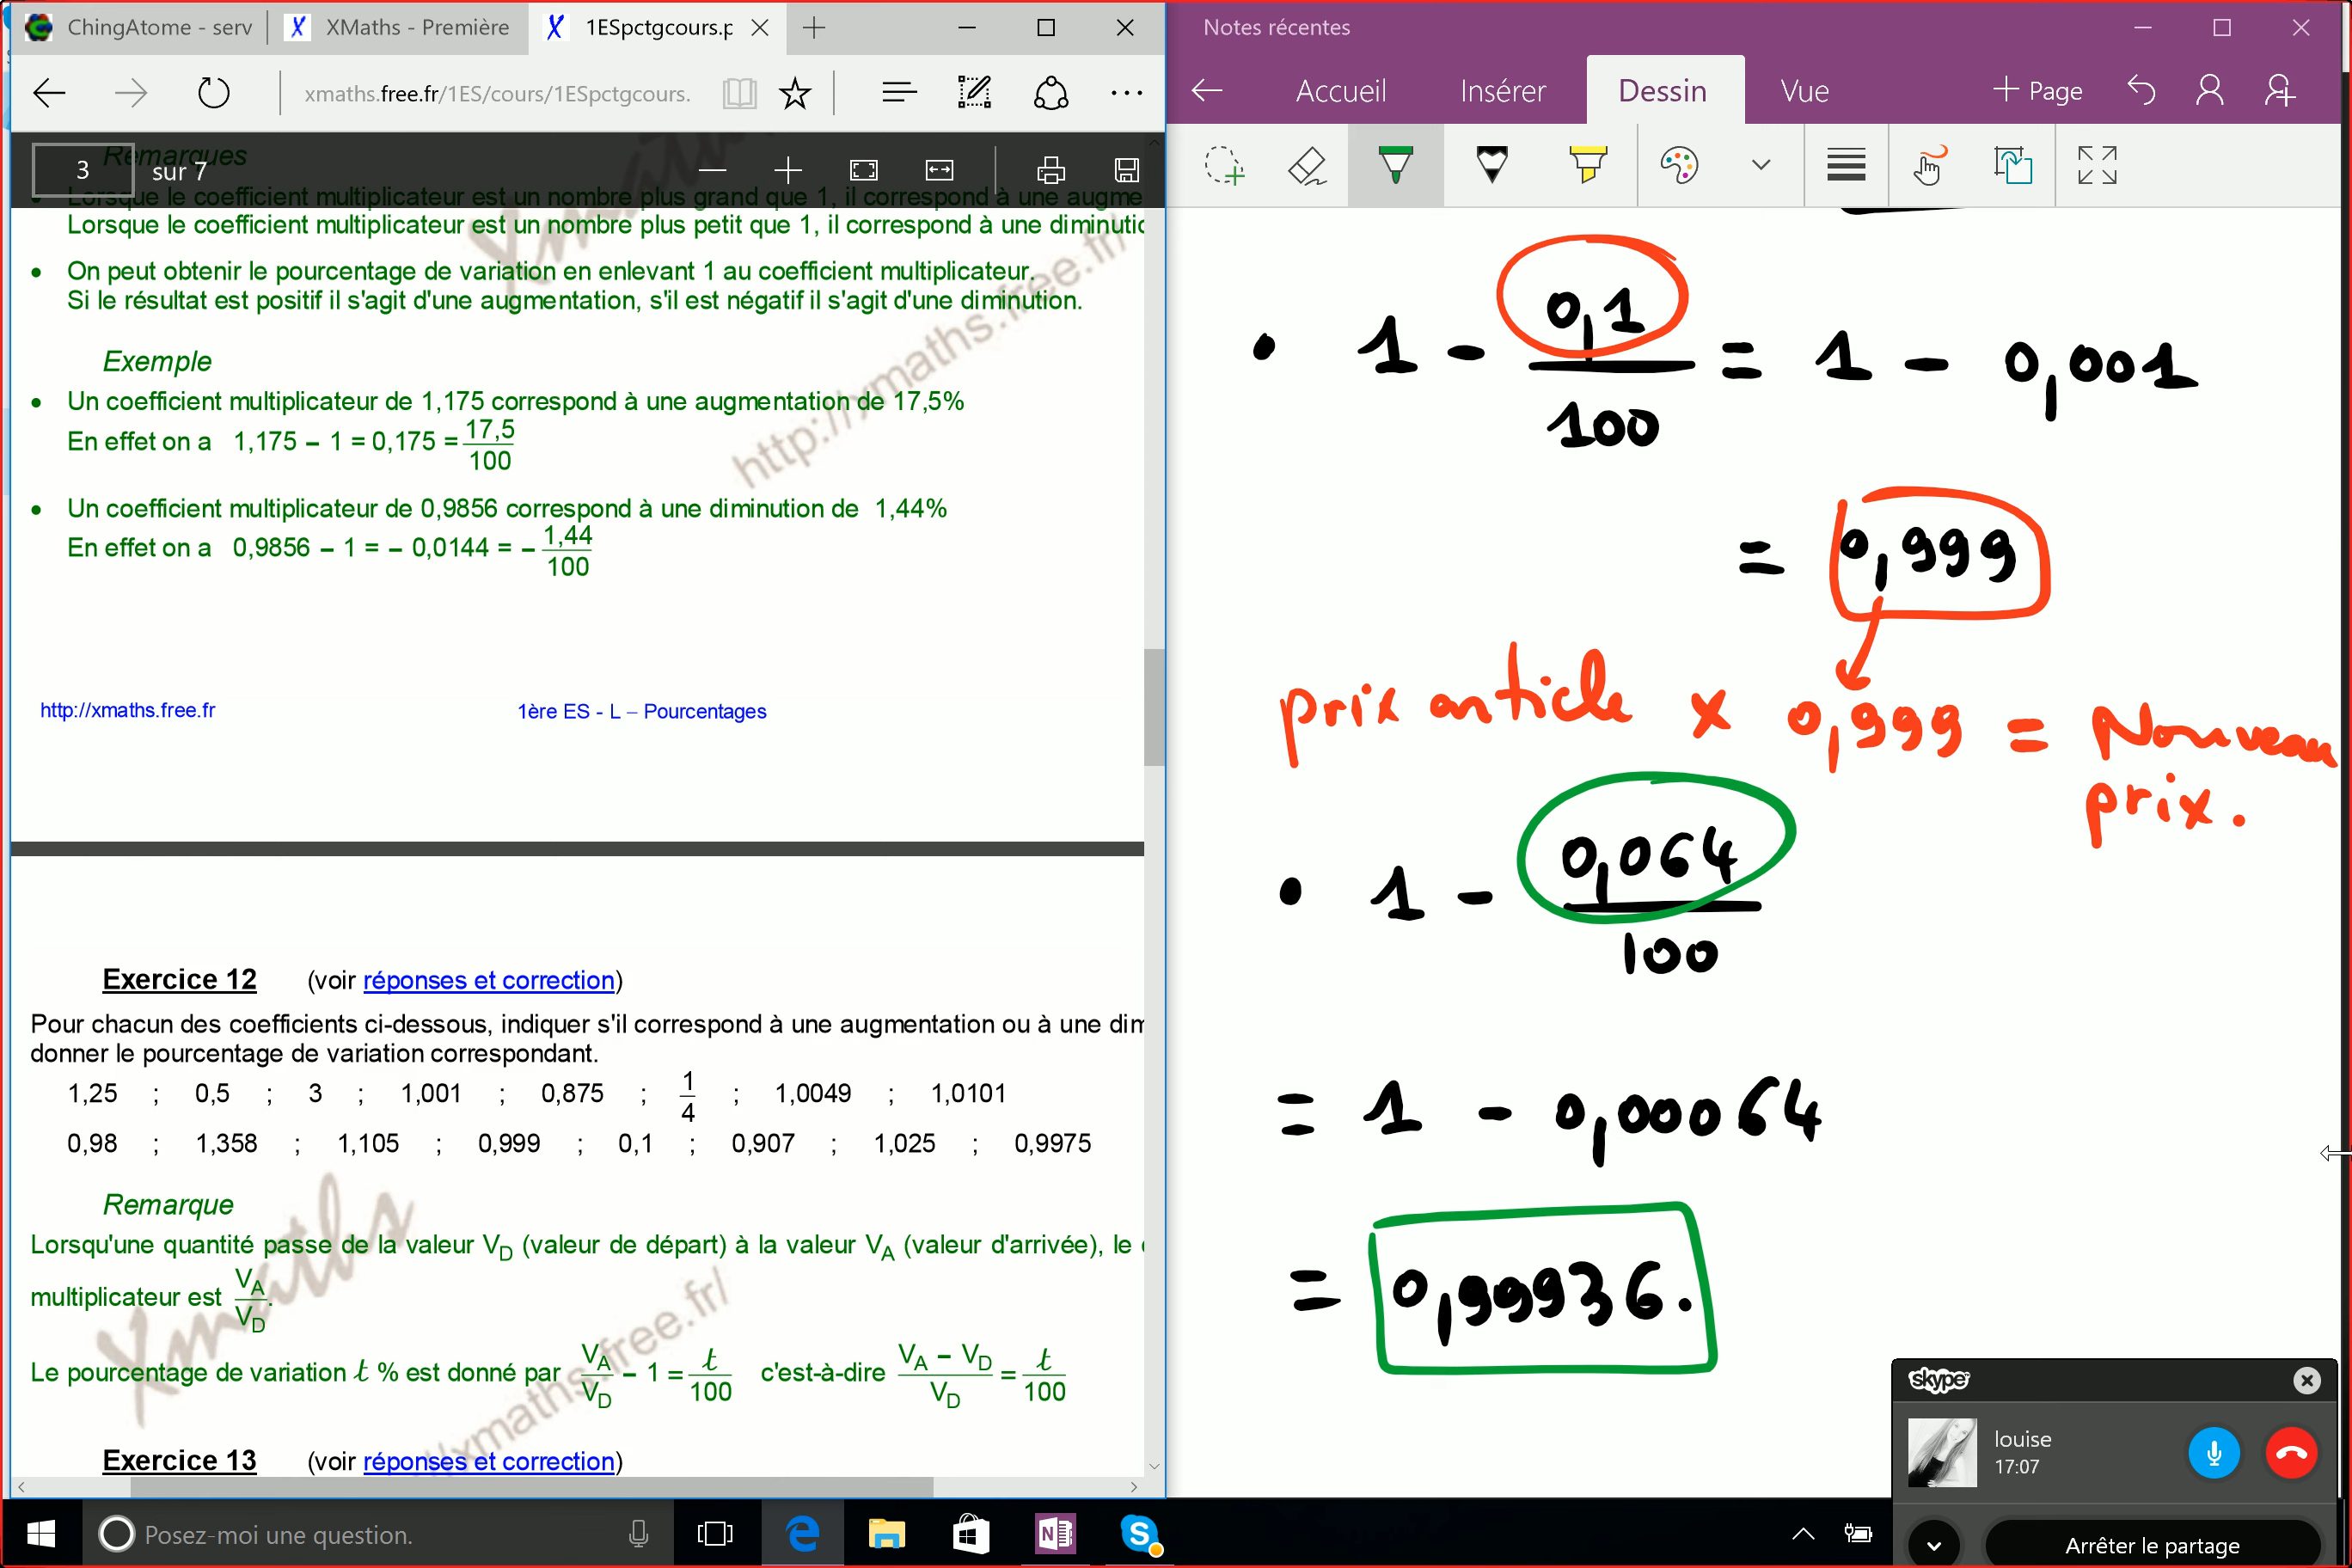 ChingAtome - serv
XMaths - Première
1ESpctgcours.p
xmaths.free.fr/1ES/cours/1ESpctgcours.
Remarques
3 sur 7
Lorsque le coefficient multiplicateur est un nombre plus grand que 1, il correspond à une augme
Lorsque le coefficient multiplicateur est un nombre plus petit que 1, il correspond à une diminutio
• On peut obtenir le pourcentage de variation en enlevant 1 au coefficient multiplicateur.
Si le résultat est positif il s'agit d'une augmentation, s'il est négatif il s'agit d'une diminution.
Exemple
• Un coefficient multiplicateur de 1,175 correspond à une augmentation de 17,5%
En effet on a 1,175 – 1 = 0,175 = 17,5/100
• Un coefficient multiplicateur de 0,9856 correspond à une diminution de 1,44%
En effet on a 0,9856 – 1 = – 0,0144 = – 1,44/100
http://xmaths.free.fr/
http://xmaths.free.fr
1ère ES - L – Pourcentages
Exercice 12 (voir réponses et correction)
Pour chacun des coefficients ci-dessous, indiquer s'il correspond à une augmentation ou à une dim
donner le pourcentage de variation correspondant.
1,25 ; 0,5 ; 3 ; 1,001 ; 0,875 ; 1/4 ; 1,0049 ; 1,0101
0,98 ; 1,358 ; 1,105 ; 0,999 ; 0,1 ; 0,907 ; 1,025 ; 0,9975
Remarque
Lorsqu'une quantité passe de la valeur VD (valeur de départ) à la valeur VA (valeur d'arrivée), le
multiplicateur est VA/VD.
Le pourcentage de variation t % est donné par VA/VD – 1 = t/100 c'est-à-dire VA – VD/VD = t/100
Xmaths
//xmaths.free.fr/
Exercice 13 (voir réponses et correction)
Notes récentes
Accueil Insérer Dessin Vue + Page
• 1 - 0,1/100 = 1 - 0,001
= 0,999
prix article x 0,999 = Nouveau
prix.
• 1 - 0,064/100
= 1 - 0,00064
= 0,99936.
skype
louise
17:07
Arrêter le partage
Posez-moi une question.